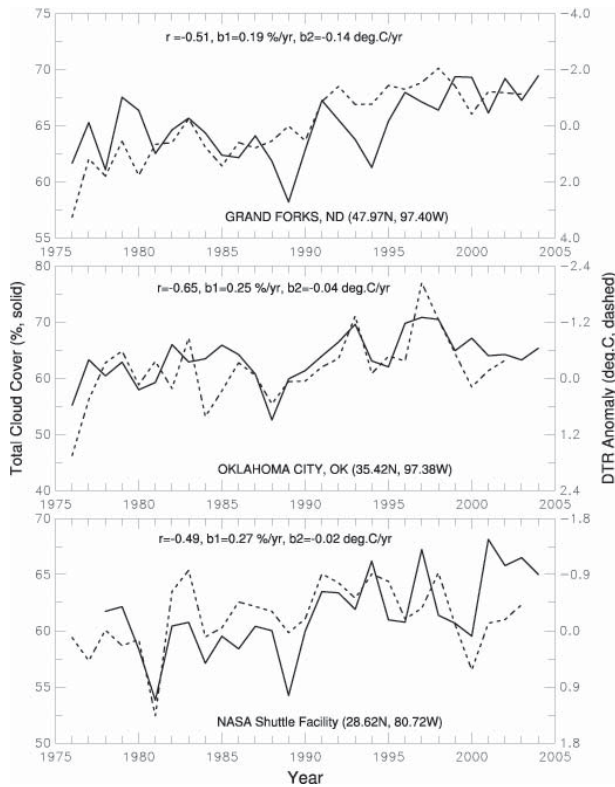 r =-0.51, b1=0.19 %/yr, b2=-0.14 deg.C/yr
75 -4.0
70 -2.0
65 0.0
60 2.0
55 4.0
GRAND FORKS, ND (47.97N, 97.40W)
1975 1980 1985 1990 1995 2000 2005
r=-0.65, b1=0.25 %/yr, b2=-0.04 deg.C/yr
80 -2.4
70 -1.2
60 0.0
50 1.2
40 2.4
OKLAHOMA CITY, OK (35.42N, 97.38W)
1975 1980 1985 1990 1995 2000 2005
r=-0.49, b1=0.27 %/yr, b2=-0.02 deg.C/yr
70 -1.8
65 -0.9
60 0.0
55 0.9
50 1.8
NASA Shuttle Facility (28.62N, 80.72W)
1975 1980 1985 1990 1995 2000 2005
Year
Total Cloud Cover (%, solid)
DTR Anomaly (deg.C, dashed)